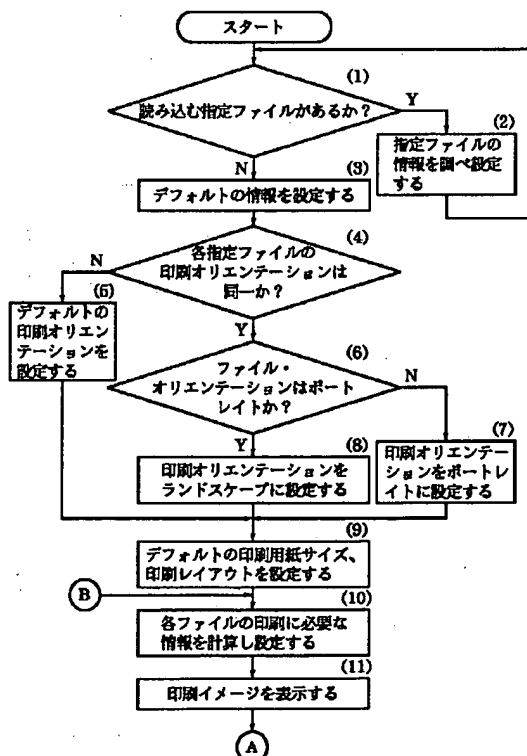 スタート
(1)
読み込む指定ファイルがあるか?
Y
(2)
指定ファイルの
情報を調べ設定
する
N
(3)
デフォルトの情報を設定する
(4)
各指定ファイルの
印刷オリエンテーションは
同一か?
N
(5)
デフォルトの
印刷オリエン
テーションを
設定する
Y
(6)
ファイル・
オリエンテーションはポート
レイトか?
N
(7)
印刷オリエンテー
ションをポートレ
イトに設定する
Y
(8)
印刷オリエンテーションを
ランドスケープに設定する
(9)
デフォルトの印刷用紙サイズ、
印刷レイアウトを設定する
B
(10)
各ファイルの印刷に必要な
情報を計算し設定する
(11)
印刷イメージを表示する
A